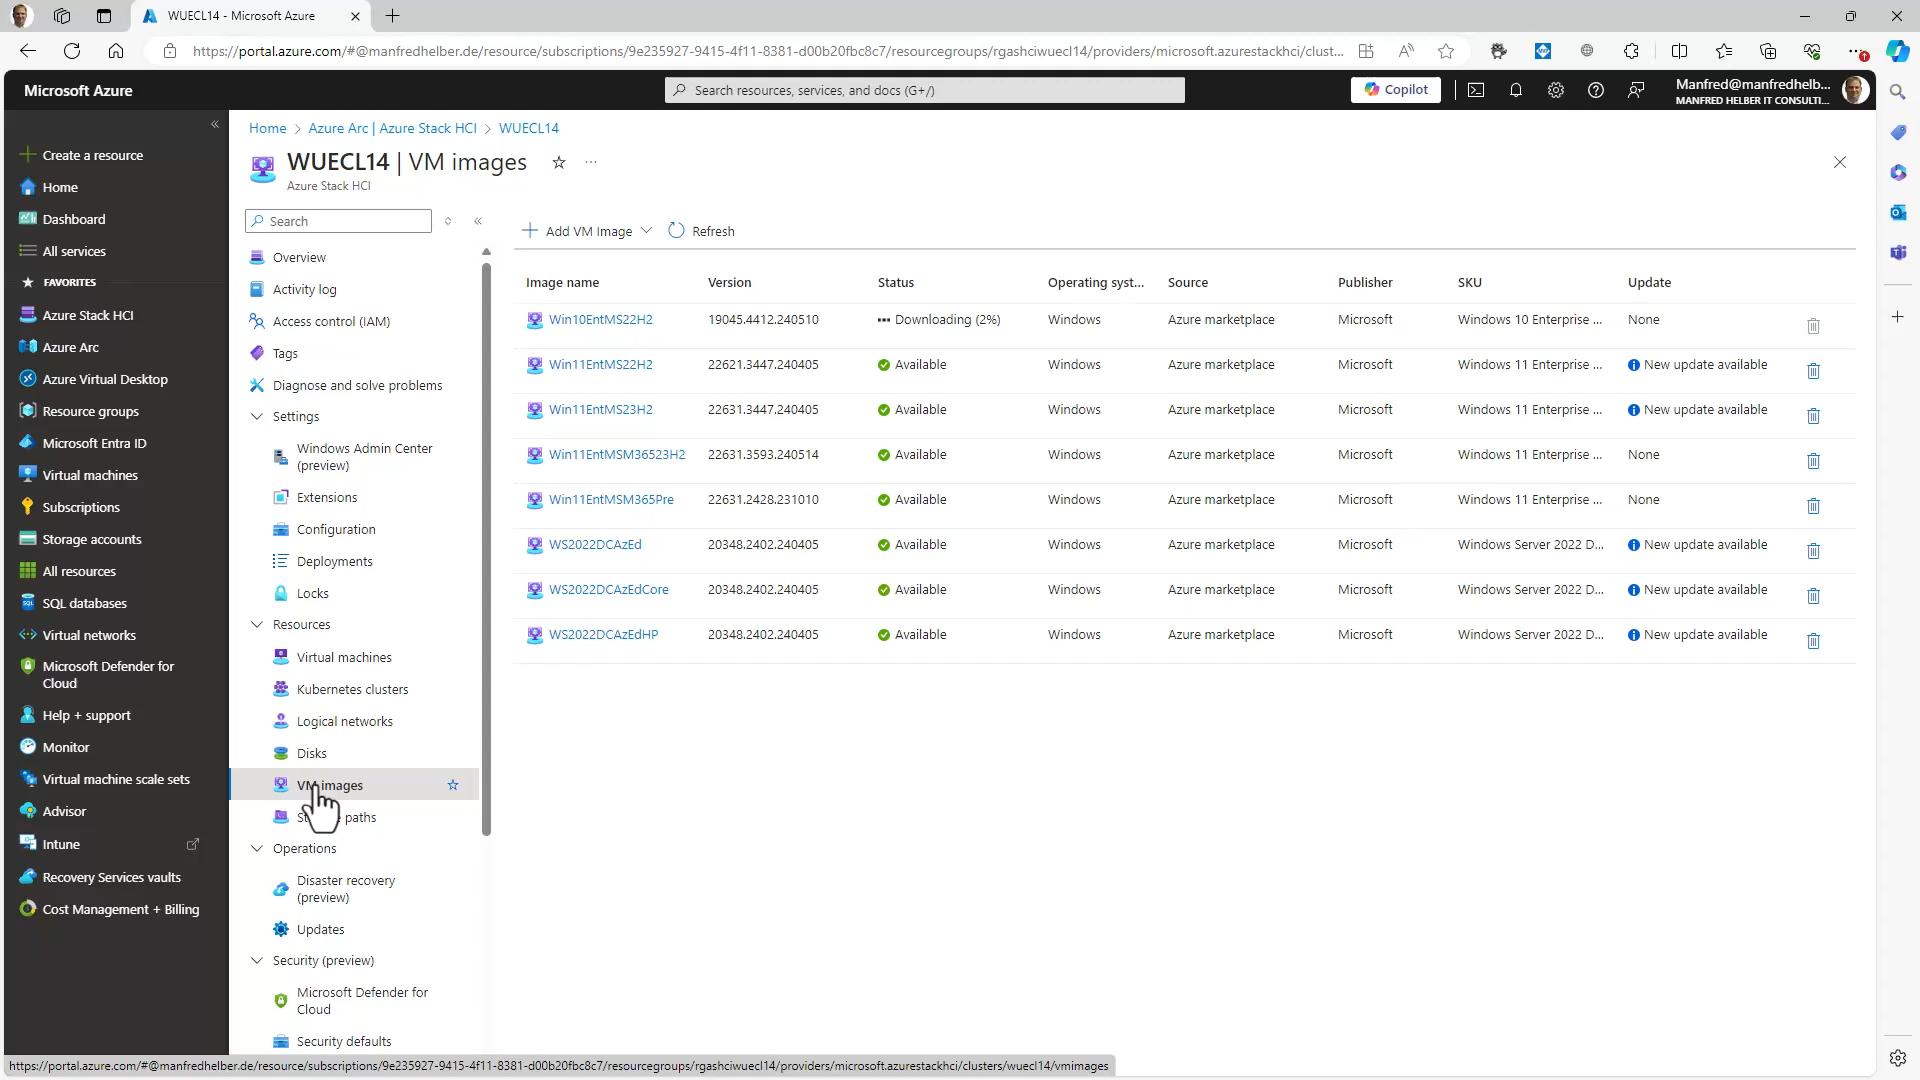 WUECL14 - Microsoft Azure
https://portal.azure.com/#@manfredhelber.de/resource/subscriptions/9e235927-9415-4f11-8381-d00b20fbc8c7/resourcegroups/rgashciwuecl14/providers/microsoft.azurestackhci/clust...
Microsoft Azure
Search resources, services, and docs (G+/)
Copilot
Manfred@manfredhelb...
MANFRED HELBER IT CONSULTI...
Create a resource
Home
Dashboard
All services
FAVORITES
Azure Stack HCI
Azure Arc
Azure Virtual Desktop
Resource groups
Microsoft Entra ID
Virtual machines
Subscriptions
Storage accounts
All resources
SQL databases
Virtual networks
Microsoft Defender for
Cloud
Help + support
Monitor
Virtual machine scale sets
Advisor
Intune
Recovery Services vaults
Cost Management + Billing
Home > Azure Arc | Azure Stack HCI > WUECL14
WUECL14 | VM images
Azure Stack HCI
Search
Overview
Activity log
Access control (IAM)
Tags
Diagnose and solve problems
Settings
Windows Admin Center
(preview)
Extensions
Configuration
Deployments
Locks
Resources
Virtual machines
Kubernetes clusters
Logical networks
Disks
VM images
paths
Operations
Disaster recovery
(preview)
Updates
Security (preview)
Microsoft Defender for
Cloud
Security defaults
Add VM Image Refresh
Image name Version Status Operating syst... Source Publisher SKU Update
Win10EntMS22H2 19045.4412.240510 Downloading (2%) Windows Azure marketplace Microsoft Windows 10 Enterprise ... None
Win11EntMS22H2 22621.3447.240405 Available Windows Azure marketplace Microsoft Windows 11 Enterprise ... New update available
Win11EntMS23H2 22631.3447.240405 Available Windows Azure marketplace Microsoft Windows 11 Enterprise ... New update available
Win11EntMSM36523H2 22631.3593.240514 Available Windows Azure marketplace Microsoft Windows 11 Enterprise ... None
Win11EntMSM365Pre 22631.2428.231010 Available Windows Azure marketplace Microsoft Windows 11 Enterprise ... None
WS2022DCAzEd 20348.2402.240405 Available Windows Azure marketplace Microsoft Windows Server 2022 D... New update available
WS2022DCAzEdCore 20348.2402.240405 Available Windows Azure marketplace Microsoft Windows Server 2022 D... New update available
WS2022DCAzEdHP 20348.2402.240405 Available Windows Azure marketplace Microsoft Windows Server 2022 D... New update available
https://portal.azure.com/#@manfredhelber.de/resource/subscriptions/9e235927-9415-4f11-8381-d00b20fbc8c7/resourcegroups/rgashciwuecl14/providers/microsoft.azurestackhci/clusters/wuecl14/vmimages